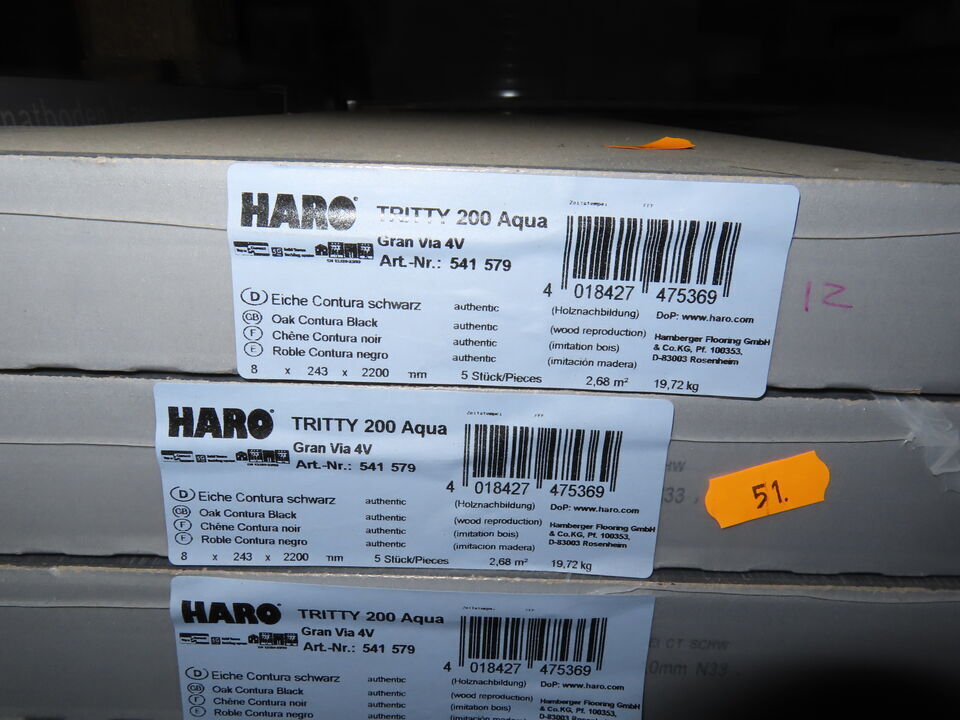 HARO
TRITTY 200 Aqua
Gran Via 4V
Art.-Nr.: 541 579
Zeitstempel ???
4 018427 475369
D Eiche Contura schwarz authentic (Holznachbildung) DoP: www.haro.com
GB Oak Contura Black authentic (wood reproduction)
F Chêne Contura noir authentic (imitation bois)
E Roble Contura negro authentic (imitación madera)
Hamberger Flooring GmbH
& Co.KG, Pf. 100353,
D-83003 Rosenheim
8 x 243 x 2200 mm 5 Stück/Pieces 2,68 m² 19,72 kg
12
HARO
TRITTY 200 Aqua
Gran Via 4V
Art.-Nr.: 541 579
Zeitstempel ???
4 018427 475369
D Eiche Contura schwarz authentic (Holznachbildung) DoP: www.haro.com
GB Oak Contura Black authentic (wood reproduction)
F Chêne Contura noir authentic (imitation bois)
E Roble Contura negro authentic (imitación madera)
Hamberger Flooring GmbH
& Co.KG, Pf. 100353,
D-83003 Rosenheim
8 x 243 x 2200 mm 5 Stück/Pieces 2,68 m² 19,72 kg
51.
HARO
TRITTY 200 Aqua
Gran Via 4V
Art.-Nr.: 541 579
4 018427 475369
D Eiche Contura schwarz authentic (Holznachbildung) DoP: www.haro.com
GB Oak Contura Black authentic (wood reproduction)
F Chêne Contura noir authentic (imitation bois)
E Roble Contura negro authentic
Hamberger Flooring GmbH
& Co.KG, Pf. 100353,
D-83003 Rosenheim
CT SCHW
0mm N33